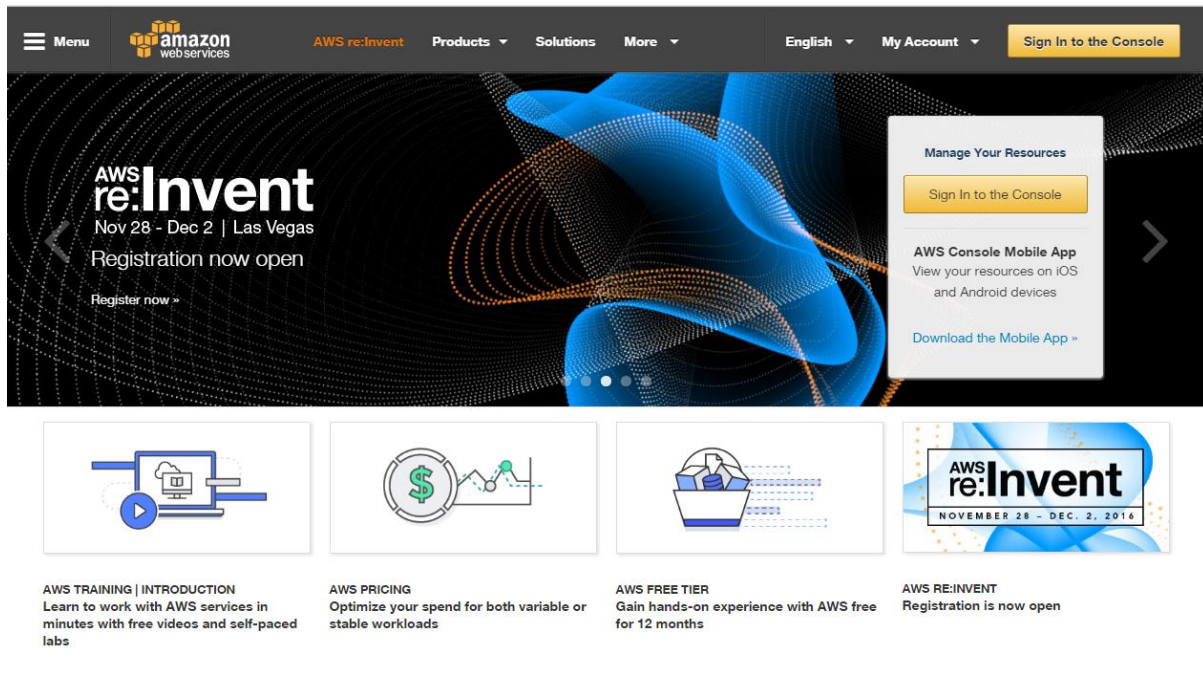 Menu
amazon
webservices
AWS re:Invent
Products
Solutions
More
English
My Account
Sign In to the Console
AWS
re:Invent
Nov 28 - Dec 2 | Las Vegas
Registration now open
Register now »
Manage Your Resources
Sign In to the Console
AWS Console Mobile App
View your resources on iOS
and Android devices
Download the Mobile App »
$
AWS
re:Invent
NOVEMBER 28 – DEC. 2, 2016
AWS TRAINING | INTRODUCTION
Learn to work with AWS services in
minutes with free videos and self-paced
labs
AWS PRICING
Optimize your spend for both variable or
stable workloads
AWS FREE TIER
Gain hands-on experience with AWS free
for 12 months
AWS RE:INVENT
Registration is now open